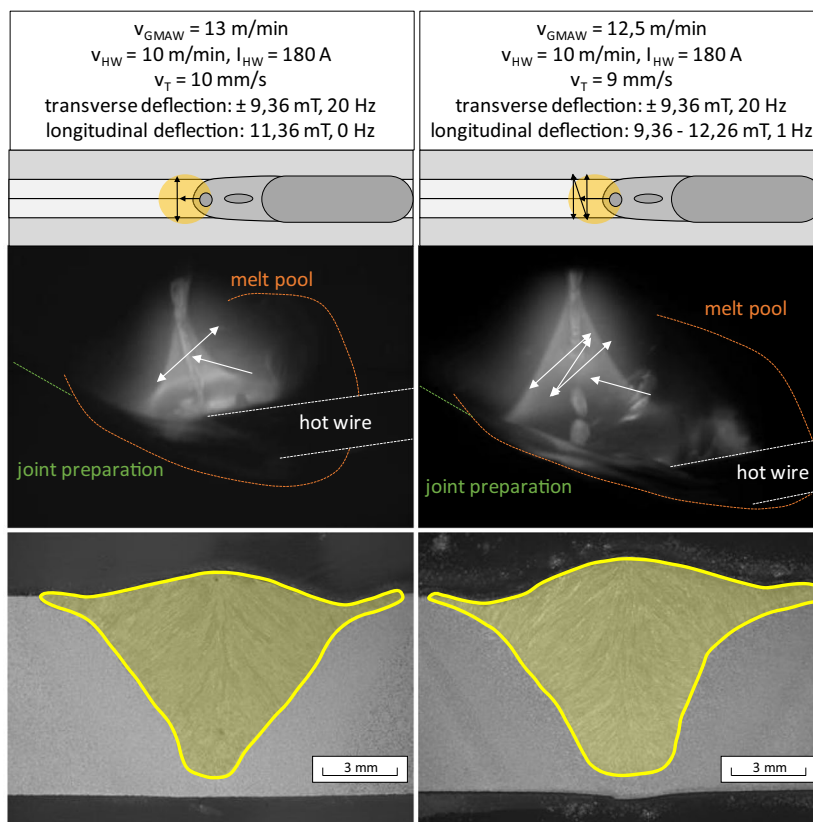 v_GMAW = 13 m/min
v_HW = 10 m/min, I_HW = 180 A
v_T = 10 mm/s
transverse deflection: ± 9,36 mT, 20 Hz
longitudinal deflection: 11,36 mT, 0 Hz
v_GMAW = 12,5 m/min
v_HW = 10 m/min, I_HW = 180 A
v_T = 9 mm/s
transverse deflection: ± 9,36 mT, 20 Hz
longitudinal deflection: 9,36 - 12,26 mT, 1 Hz
melt pool
hot wire
joint preparation
melt pool
hot wire
joint preparation
3 mm
3 mm